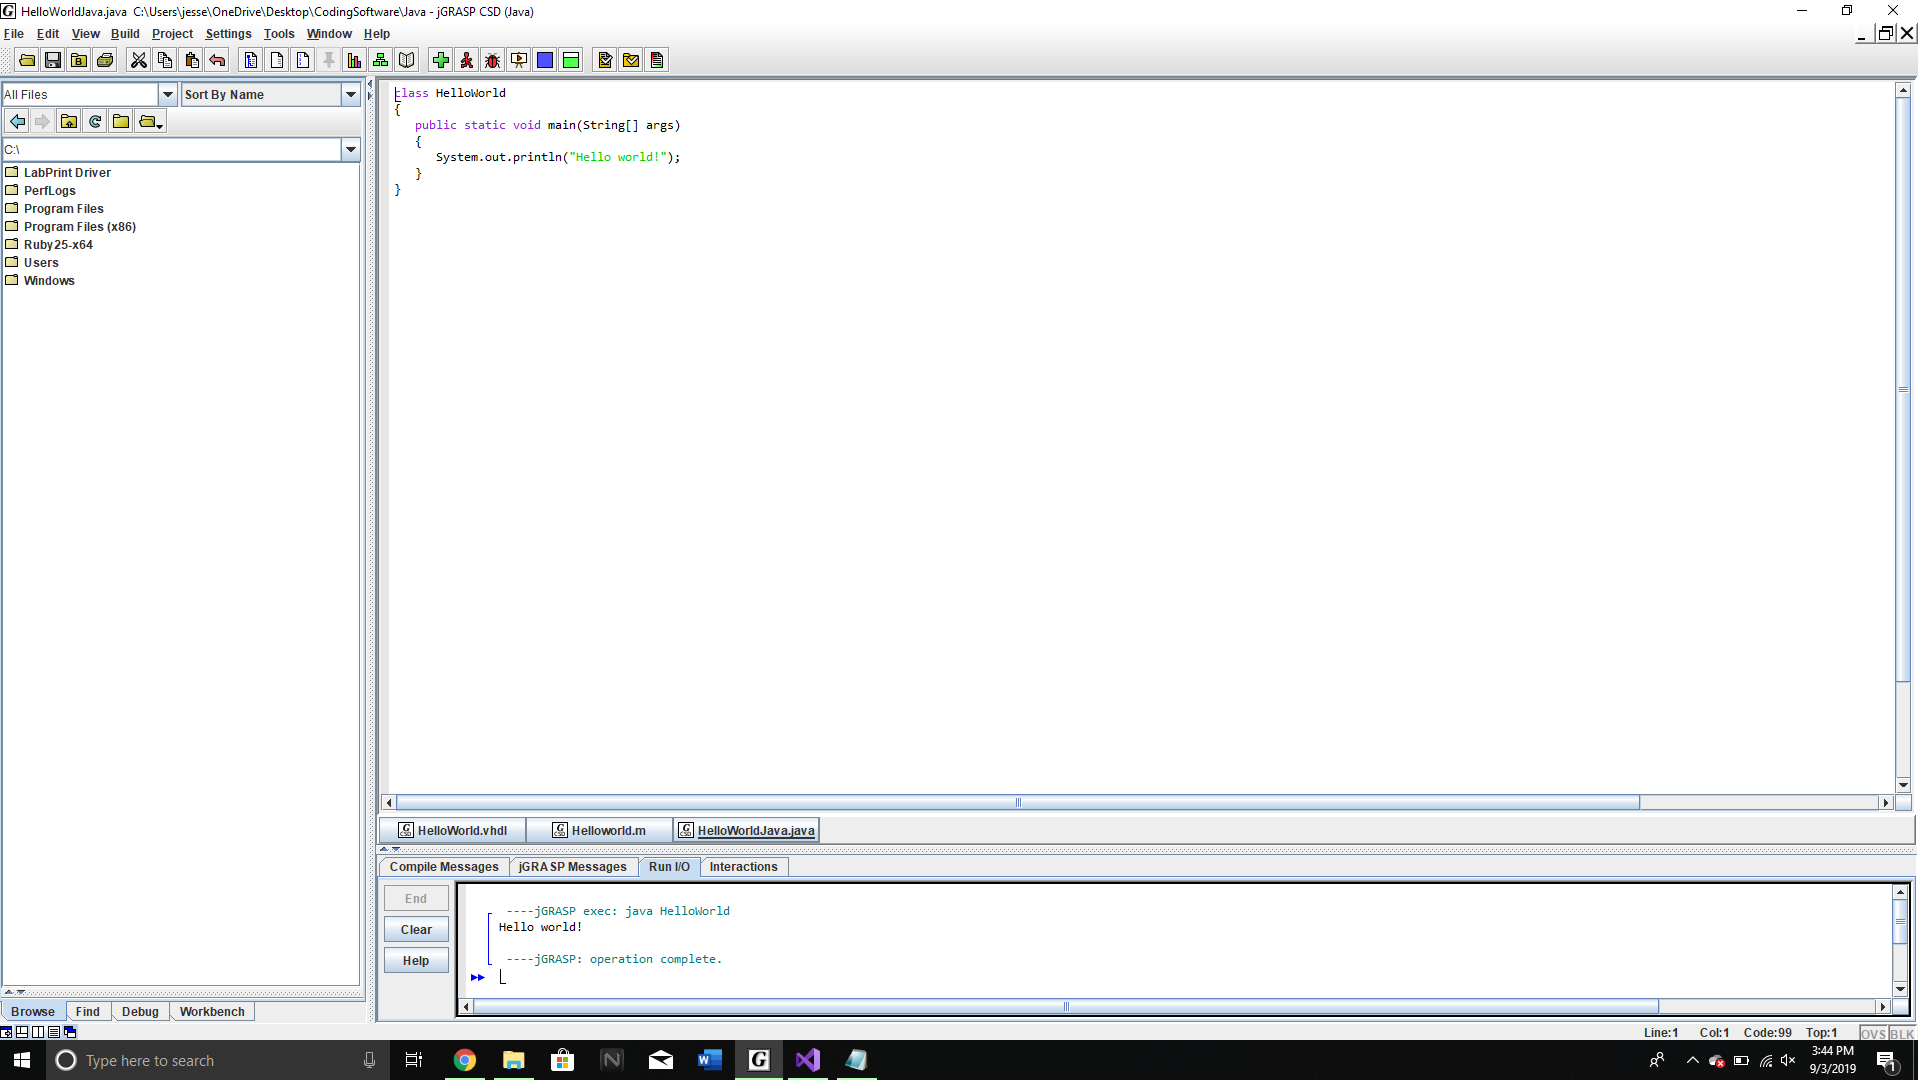 HelloWorldJava.java  C:\Users\jesse\OneDrive\Desktop\CodingSoftware\Java - jGRASP CSD (Java)
File Edit View Build Project Settings Tools Window Help
All Files
Sort By Name
C:\
LabPrint Driver
PerfLogs
Program Files
Program Files (x86)
Ruby25-x64
Users
Windows
Browse Find Debug Workbench
class HelloWorld
{
   public static void main(String[] args)
   {
      System.out.println("Hello world!");
   }
}
HelloWorld.vhdl Helloworld.m HelloWorldJava.java
Compile Messages jGRASP Messages Run I/O Interactions
End
Clear
Help
----jGRASP exec: java HelloWorld
Hello world!
----jGRASP: operation complete.
Line:1 Col:1 Code:99 Top:1 OVS BLK
Type here to search
3:44 PM
9/3/2019
1